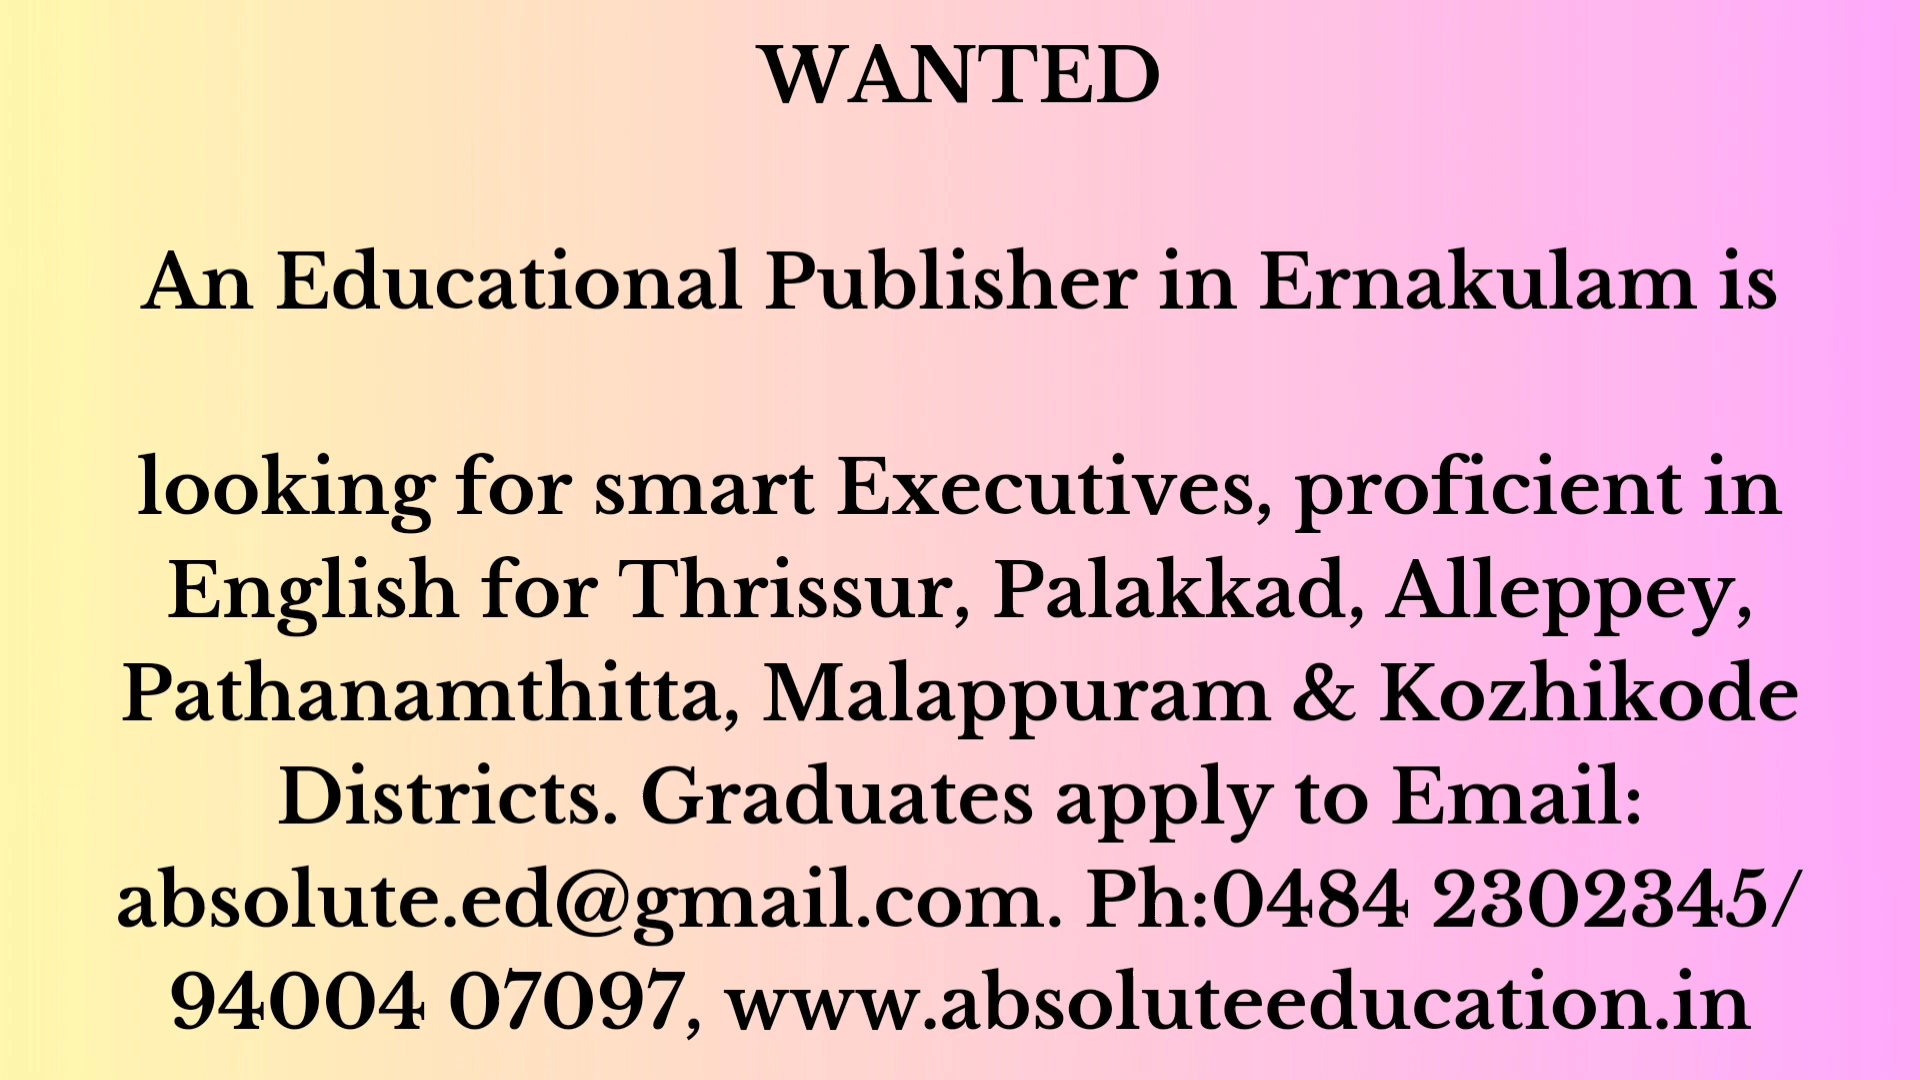 WANTED
An Educational Publisher in Ernakulam is
looking for smart Executives, proficient in
English for Thrissur, Palakkad, Alleppey,
Pathanamthitta, Malappuram & Kozhikode
Districts. Graduates apply to Email:
absolute.ed@gmail.com. Ph:0484 2302345/
94004 07097, www.absoluteeducation.in